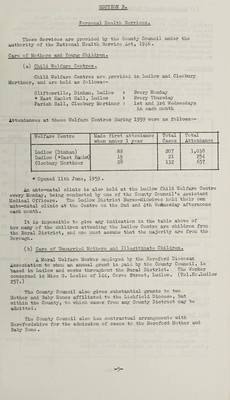 SECTION B.
Personal Health Services.
These Services are provided by the County Council under the
authority of the National Health Service Act, 1946.
Care of Mothers and Young Children.
(a) Child Welfare Centres.
Child Welfare Centres are provided in Ludlow and Cleobury
Mortimer, and are held as follows:-
Cliftonville, Dinham, Ludlow : Every Monday
* East Hamlet Hall, Ludlow : Every Thursday
Parish Hall, Cleobury Mortimer : 1st and 3rd Wednesdays
in each month
Attendances at these Welfare Centres during 1959 were as follows:-
Welfare Centre Made first attendance when under 1 year Total Cases Total Attendances
Ludlow (Dinham) 82 207 1,618
Ludlow (*East Hamlet) 19 21 254
Cleobury Mortimer 28 132 657
* Opened 11th June, 1959.
An ante-natal clinic is also held at the Ludlow Child Welfare Centre
every Monday, being conducted by one of the County Council's Assistant
Medical Officers. The Ludlow District Nurse-Midwives hold their own
ante-natal clinic at the Centre on the 2nd and 4th Wednesday afternoons
each month.
It is impossible to give any indication in the table above of
how many of the children attending the Ludlow Centre are children from
the Rural District, and one must assume that the majority are from the
Borough.
(b) Care of Unmarried Mothers and Illegitimate Children.
A Moral Welfare Worker employed by the Hereford Diocesan
Association to whom an annual grant is paid by the County Council, is
based in Ludlow and works throughout the Rural District. The Worker
concerned is Miss G. Leslie of 144, Corve Street, Ludlow. (Tel.No.Ludlow
257.)
The County Council also gives substantial grants to two
Mother and Baby Homes affiliated to the Lichfield Diocese, but
within the County, to which cases from any County District may be
admitted.
The County Council also has contractual arrangements with
Herefordshire for the admission of cases to the Hereford Mother and
Baby Home.
-5-